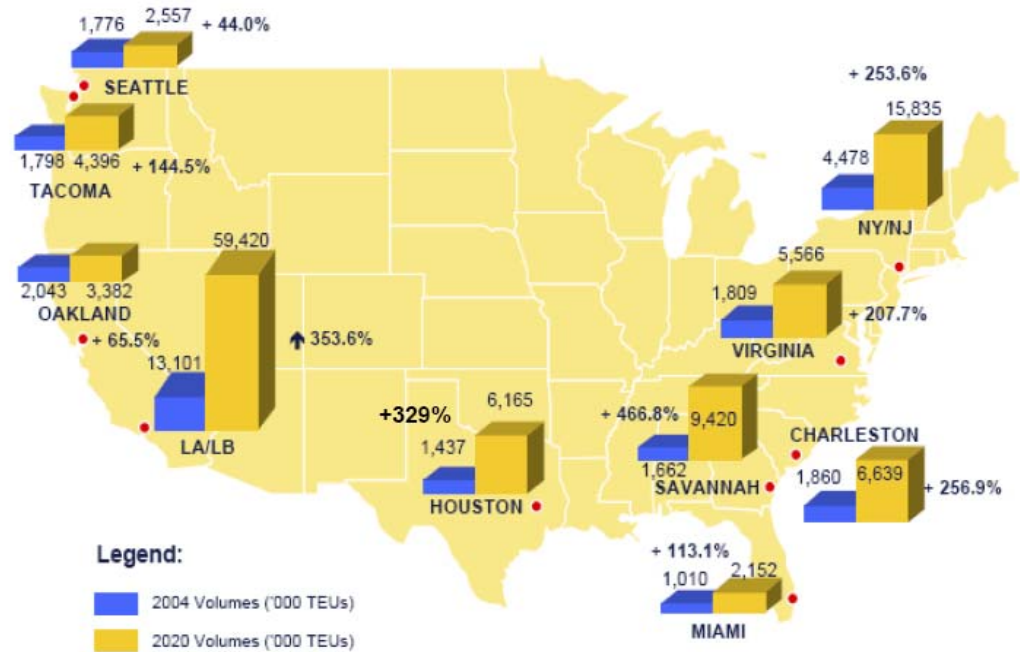 1,776
2,557
+ 44.0%
SEATTLE
1,798
4,396
+ 144.5%
TACOMA
2,043
3,382
OAKLAND
+ 65.5%
59,420
13,101
353.6%
LA/LB
+329%
6,165
1,437
HOUSTON
+ 253.6%
15,835
4,478
NY/NJ
5,566
1,809
+ 207.7%
VIRGINIA
+ 466.8%
9,420
1,662
SAVANNAH
CHARLESTON
1,860
6,639
+ 256.9%
+ 113.1%
1,010
2,152
MIAMI
Legend:
2004 Volumes ('000 TEUs)
2020 Volumes ('000 TEUs)